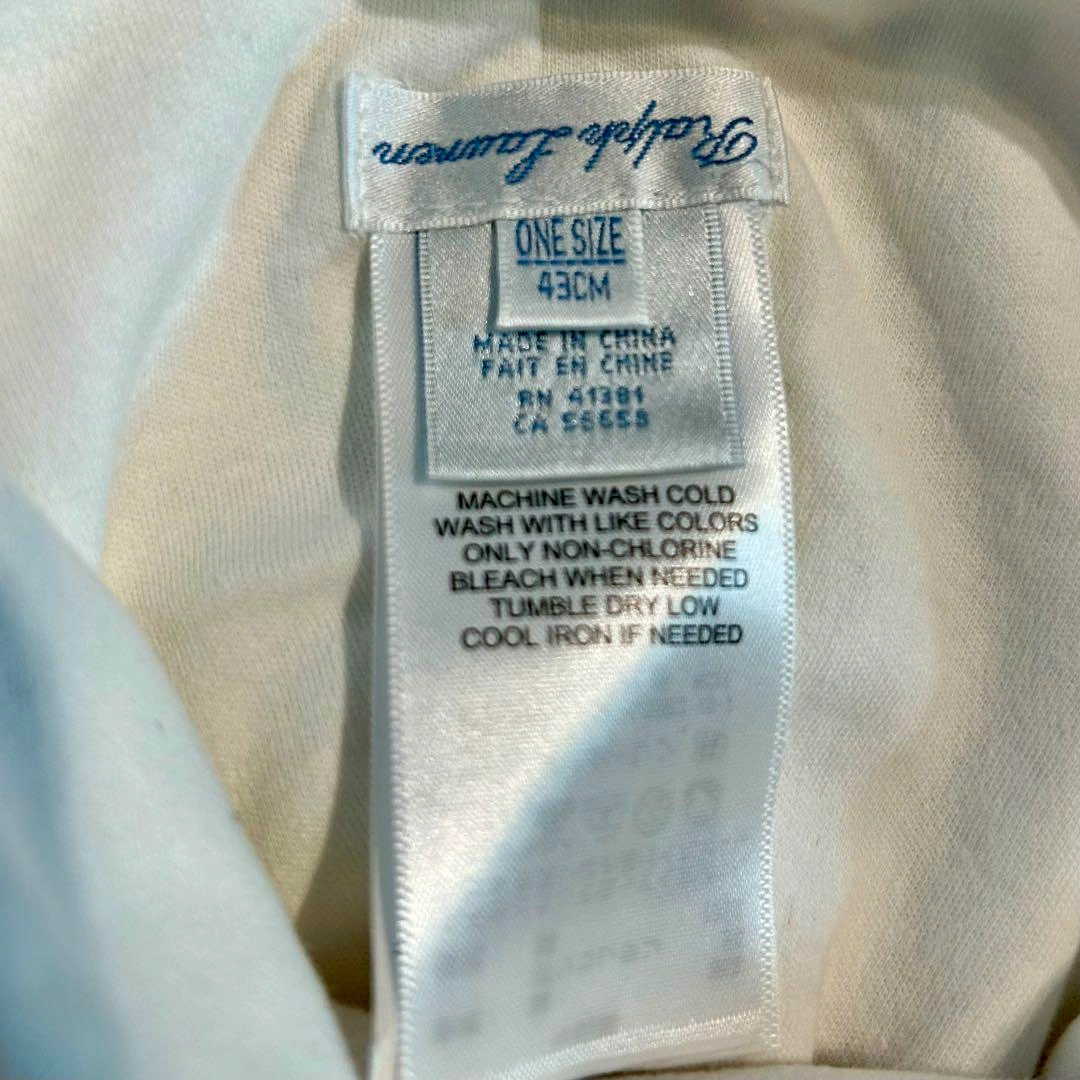 Ralph Lauren
ONE SIZE
43CM
MADE IN CHINA
FAIT EN CHINE
RN 41381
CA 56653
MACHINE WASH COLD
WASH WITH LIKE COLORS
ONLY NON-CHLORINE
BLEACH WHEN NEEDED
TUMBLE DRY LOW
COOL IRON IF NEEDED